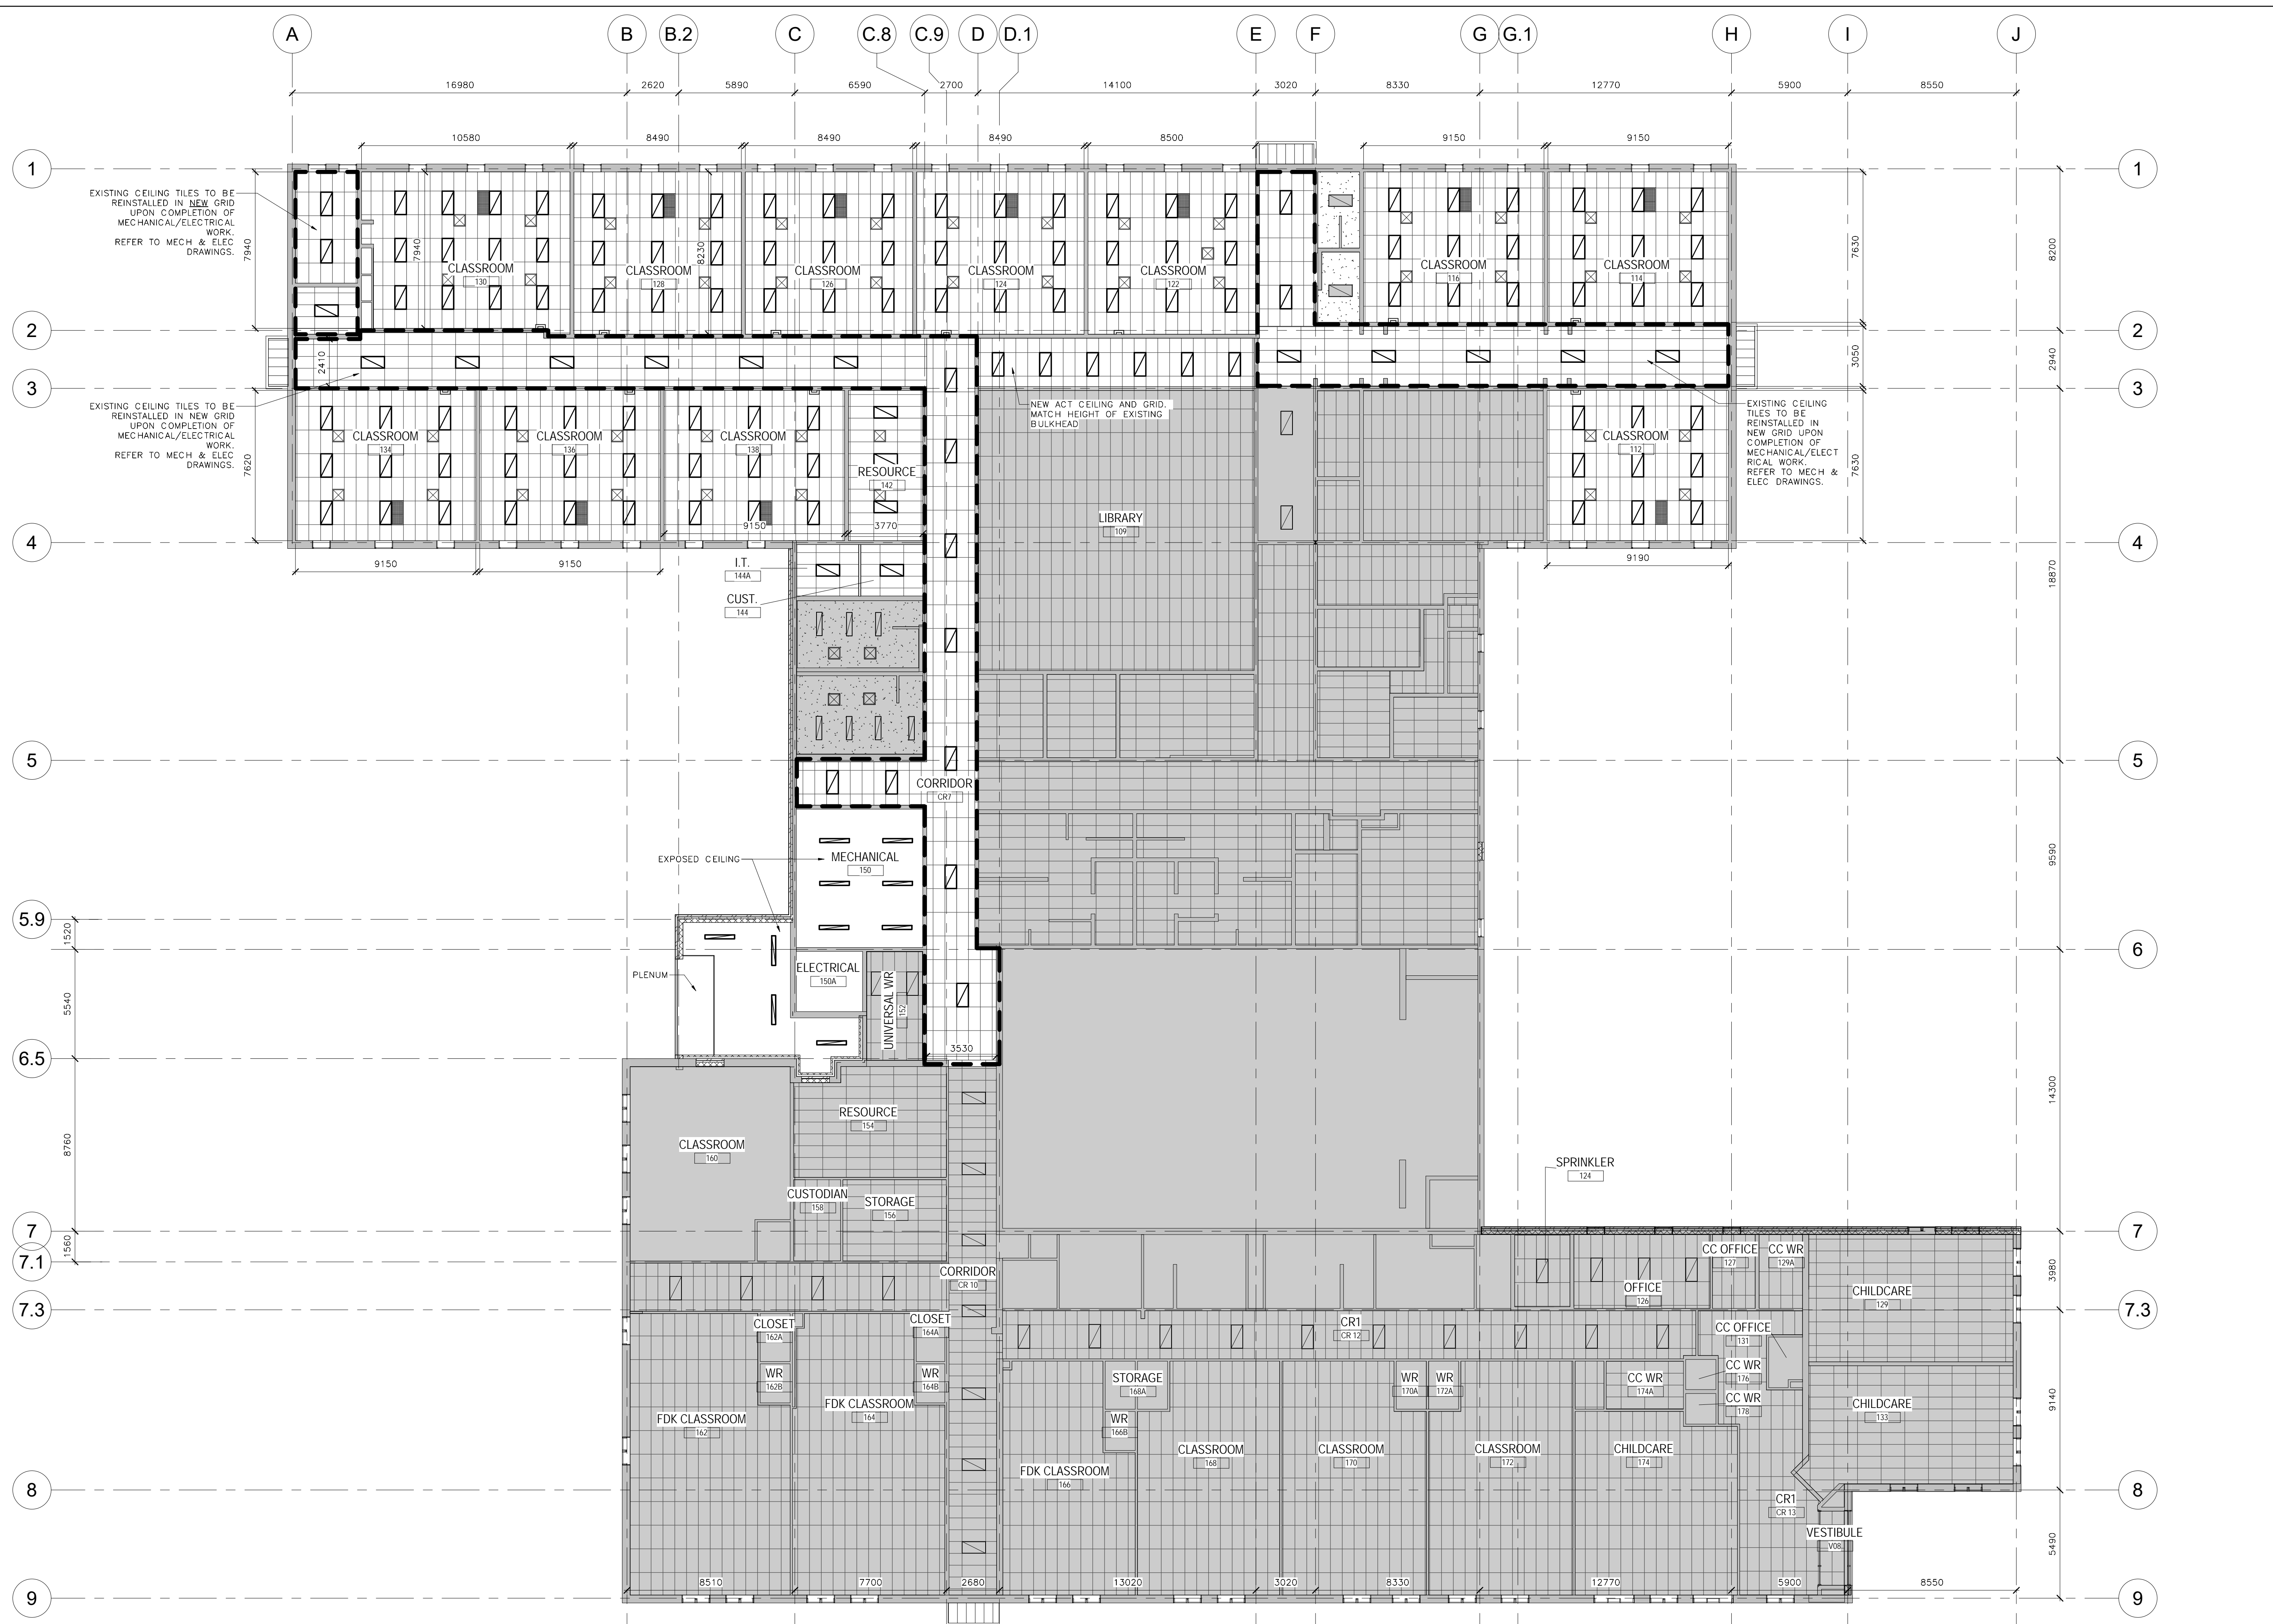 A
B
B.2
C
C.8
C.9
D
D.1
E
F
G
G.1
H
I
J
16980
2620
5890
6590
2700
14100
3020
8330
12770
5900
8550
10580
8490
8490
8490
8500
9150
9150
1
1
EXISTING CEILING TILES TO BE
REINSTALLED IN NEW GRID
UPON COMPLETION OF
MECHANICAL/ELECTRICAL
WORK.
REFER TO MECH & ELEC
DRAWINGS.
7940
7940
8230
7630
8200
CLASSROOM
130
CLASSROOM
128
CLASSROOM
126
CLASSROOM
124
CLASSROOM
122
CLASSROOM
116
CLASSROOM
114
2
2
2410
3050
2940
3
3
EXISTING CEILING TILES TO BE
REINSTALLED IN NEW GRID
UPON COMPLETION OF
MECHANICAL/ELECTRICAL
WORK.
REFER TO MECH & ELEC
DRAWINGS.
7620
NEW ACT CEILING AND GRID.
MATCH HEIGHT OF EXISTING
BULKHEAD
EXISTING CEILING
TILES TO BE
REINSTALLED IN
NEW GRID UPON
COMPLETION OF
MECHANICAL/ELECT
RICAL WORK.
REFER TO MECH &
ELEC DRAWINGS.
7630
CLASSROOM
134
CLASSROOM
136
CLASSROOM
138
RESOURCE
142
CLASSROOM
112
LIBRARY
109
9150
3770
4
4
9150
9150
9190
I.T.
144A
CUST.
144
18870
5
5
CORRIDOR
CR7
EXPOSED CEILING
MECHANICAL
150
9590
5.9
1520
6
PLENUM
ELECTRICAL
150A
UNIVERSAL WR
152
5540
3530
6.5
14300
RESOURCE
154
CLASSROOM
160
8760
CUSTODIAN
158
STORAGE
156
SPRINKLER
124
7
7
1560
7.1
CORRIDOR
CR 10
CC OFFICE
127
CC WR
129A
OFFICE
126
CHILDCARE
129
3980
7.3
7.3
CLOSET
162A
CLOSET
164A
CR1
CR 12
CC OFFICE
131
WR
162B
WR
164B
STORAGE
168A
WR
170A
WR
172A
CC WR
174A
CC WR
176
CC WR
178
FDK CLASSROOM
162
FDK CLASSROOM
164
WR
166B
CHILDCARE
133
9140
FDK CLASSROOM
166
CLASSROOM
168
CLASSROOM
170
CLASSROOM
172
CHILDCARE
174
8
8
CR1
CR 13
VESTIBULE
V08
5490
8510
7700
2680
13020
3020
8330
12770
5900
8550
9
9